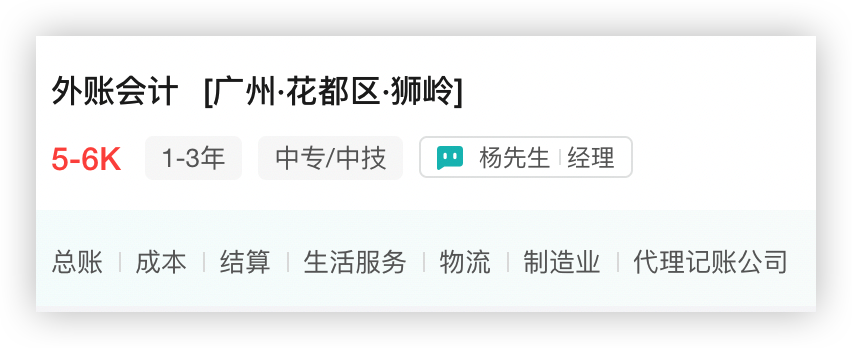 外账会计 [广州·花都区·狮岭]
5-6K 1-3年 中专/中技 杨先生 | 经理
总账 | 成本 | 结算 | 生活服务 | 物流 | 制造业 | 代理记账公司